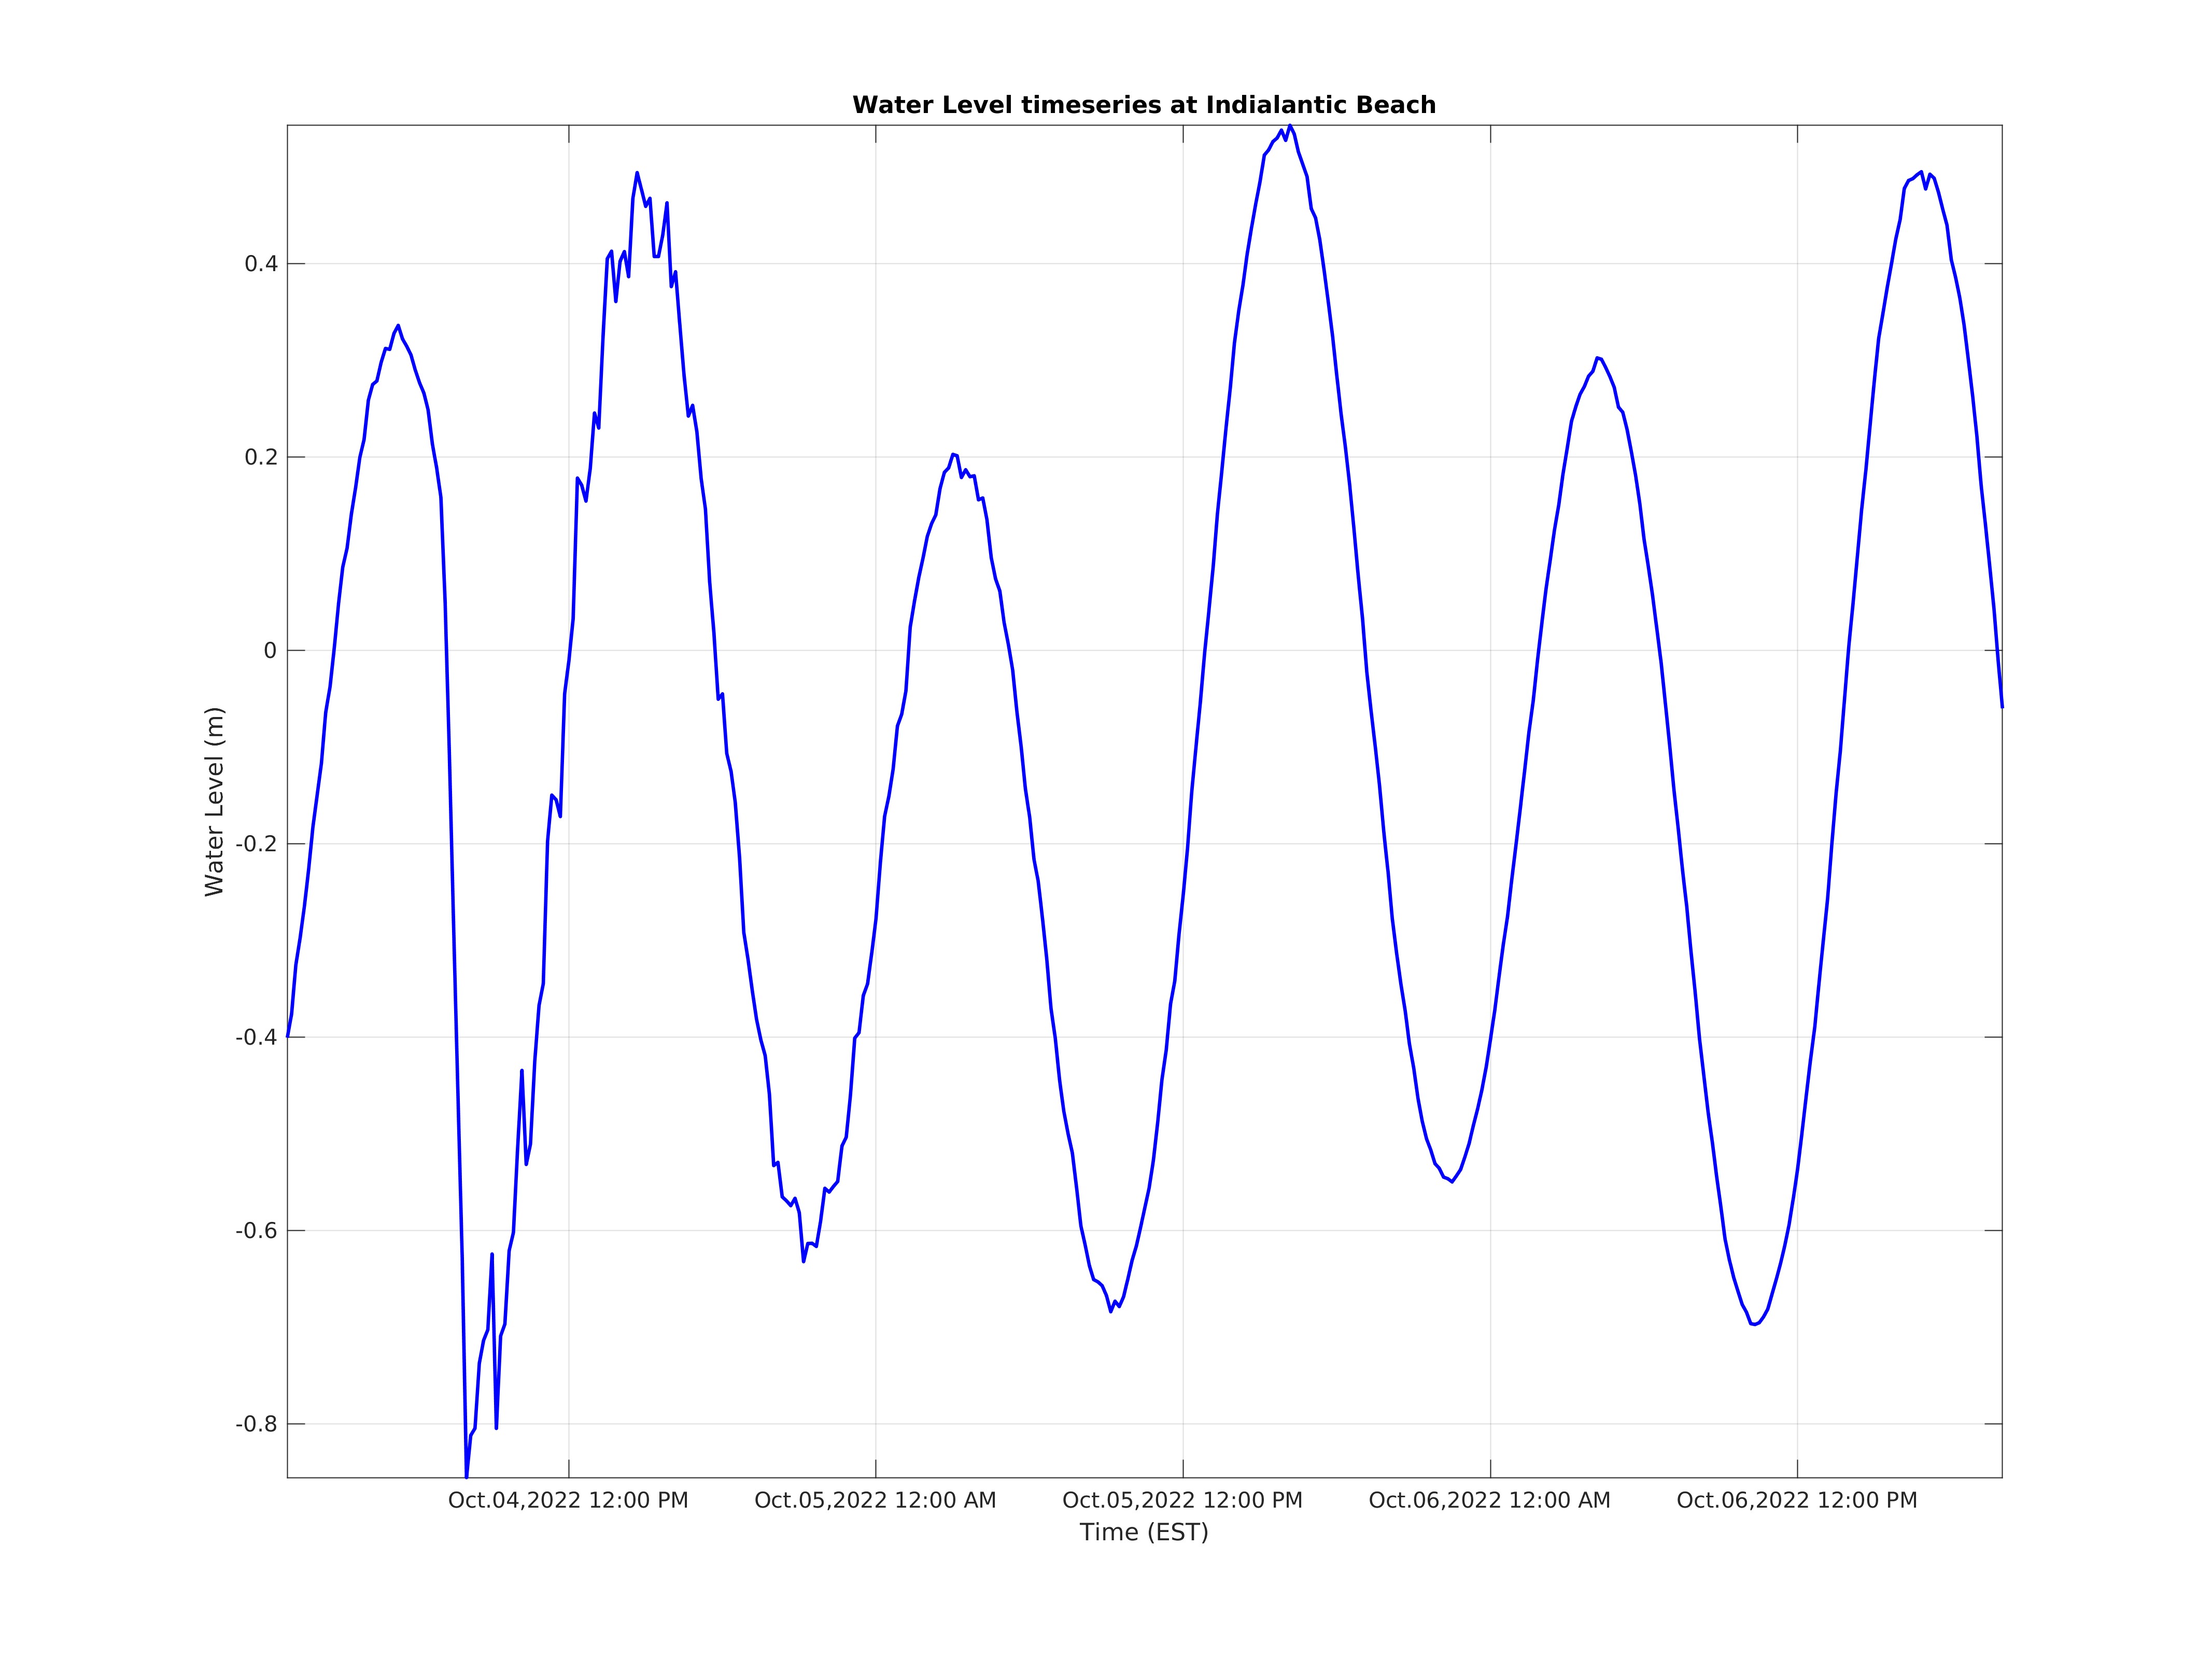 Water Level timeseries at Indialantic Beach
0.4
0.2
0
-0.2
-0.4
-0.6
-0.8
Water Level (m)
Oct.04,2022 12:00 PM
Oct.05,2022 12:00 AM
Oct.05,2022 12:00 PM
Oct.06,2022 12:00 AM
Oct.06,2022 12:00 PM
Time (EST)